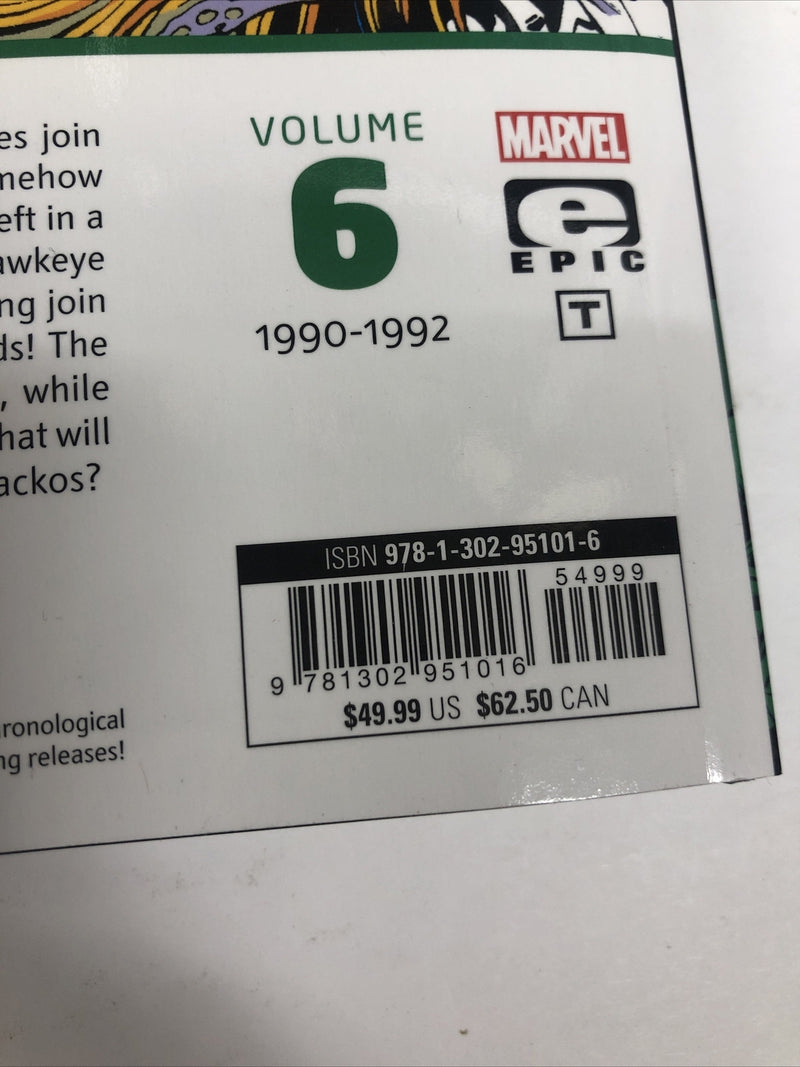 es join
mehow
eft in a
awkeye
ng join
ds! The
, while
hat will
ackos?
ronological
ng releases!
VOLUME
6
1990-1992
MARVEL
e
EPIC
T
ISBN 978-1-302-95101-6
54999
9 781302 951016
$49.99 US $62.50 CAN